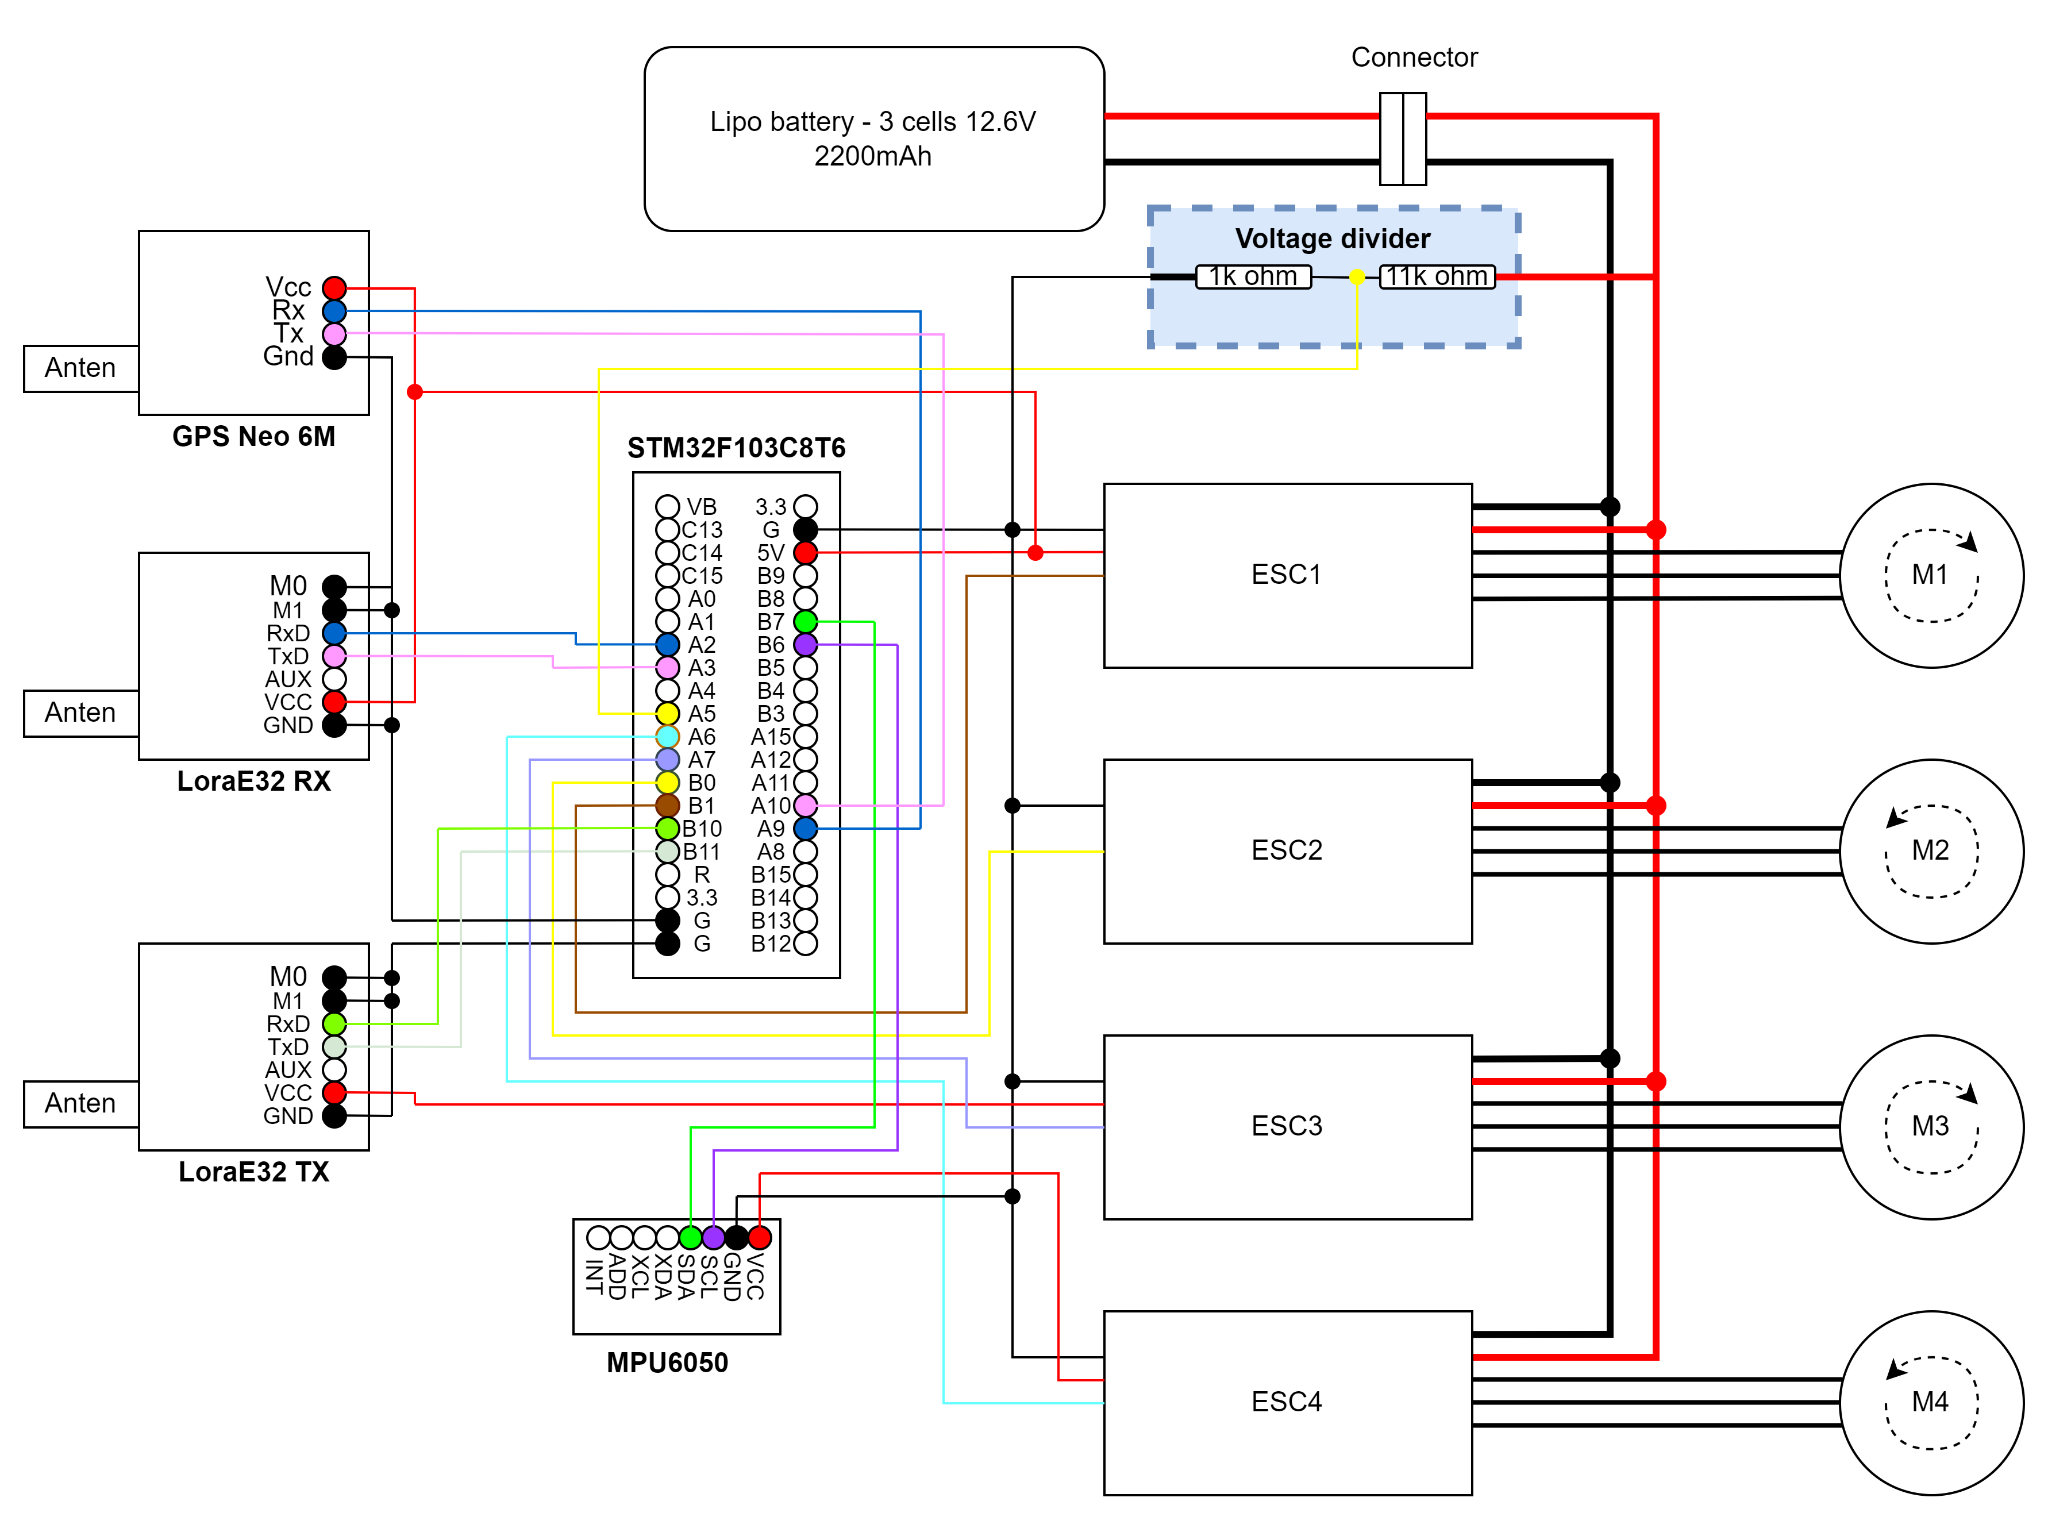 Connector
Lipo battery - 3 cells 12.6V
2200mAh
Voltage divider
1k ohm
11k ohm
Vcc
Rx
Tx
Gnd
Anten
GPS Neo 6M
STM32F103C8T6
VB
C13
C14
C15
A0
A1
A2
A3
A4
A5
A6
A7
B0
B1
B10
B11
R
3.3
G
G
3.3
G
5V
B9
B8
B7
B6
B5
B4
B3
A15
A12
A11
A10
A9
A8
B15
B14
B13
B12
M0
M1
RxD
TxD
AUX
VCC
GND
Anten
LoraE32 RX
M0
M1
RxD
TxD
AUX
VCC
GND
Anten
LoraE32 TX
INT
ADD
XCL
XDA
SDA
SCL
GND
VCC
MPU6050
ESC1
M1
ESC2
M2
ESC3
M3
ESC4
M4